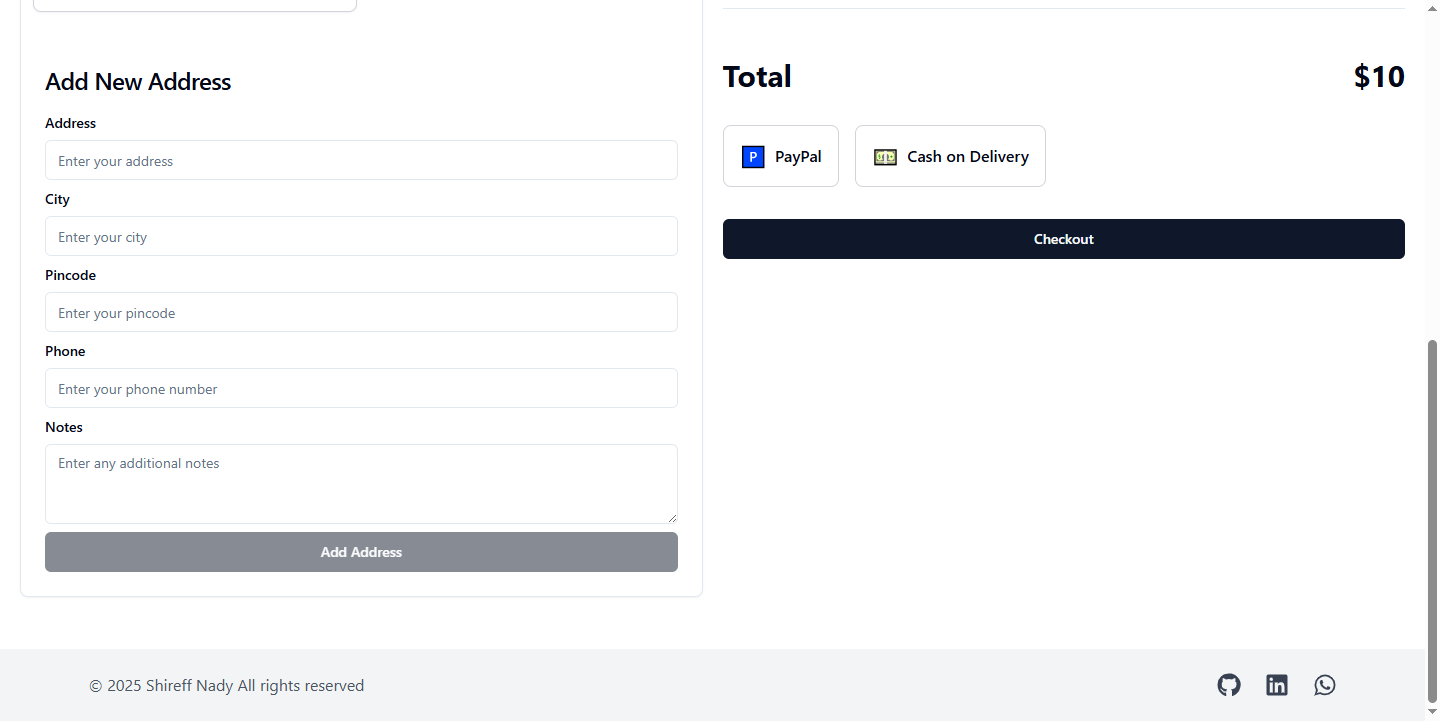 Add New Address
Address
Enter your address
City
Enter your city
Pincode
Enter your pincode
Phone
Enter your phone number
Notes
Enter any additional notes
Add Address
Total $10
P PayPal
Cash on Delivery
Checkout
© 2025 Shireff Nady All rights reserved
in